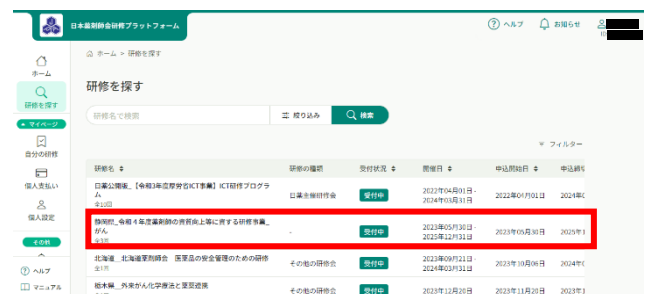 日本薬剤師会研修プラットフォーム
ヘルプ
お知らせ
ホーム > 研修を探す
ホーム
研修を探す
研修を探す
研修名で検索
絞り込み
検索
マイページ
自分の研修
フィルター
研修名
研修の種類
受付状況
開催日
申込開始日
申込締切
個人支払い
日薬公開版_【令和3年度厚労省ICT事業】ICT研修プログラ
ム
全10回
日薬主催研修会
受付中
2022年04月01日 -
2024年03月31日
2022年04月01日
2024年0
個人設定
静岡県_令和4年度薬剤師の資質向上等に資する研修事業_
がん
全3回
-
受付中
2023年05月30日 -
2025年12月31日
2023年05月30日
2025年1
その他
北海道_北海道薬剤師会 医薬品の安全管理のための研修
全1回
その他の研修会
受付中
2023年09月21日 -
2024年03月31日
2023年10月06日
2024年0
ヘルプ
マニュアル
栃木県_外来がん化学療法と薬薬連携
その他の研修会
受付中
2023年12月20日
2023年11月20日
2023年1